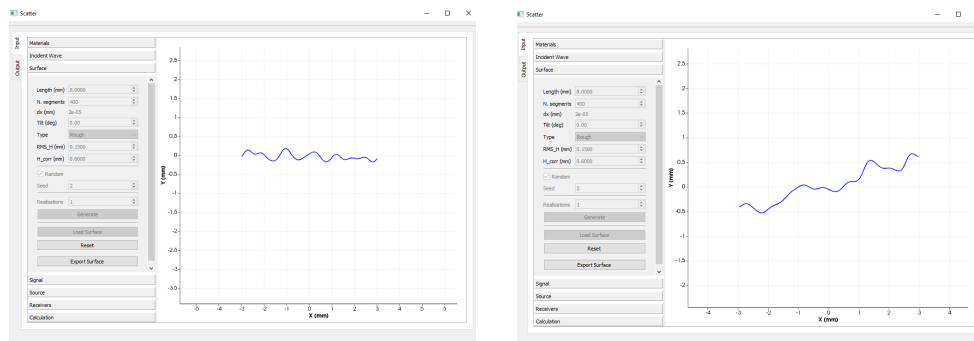 Scatter
Input
Output
Materials
Incident Wave
Surface
Length (mm) 8.0000
N. segments 400
dx (mm) 2e-05
Tilt (deg) 0.00
Type Rough
RMS_H (mm) 0.1500
H_corr (mm) 0.6000
Random
Seed 2
Realisations 1
Generate
Load Surface
Reset
Export Surface
Signal
Source
Receivers
Calculation
Y (mm)
2.5
2
1.5
1
0.5
0
-0.5
-1
-1.5
-2
-2.5
-3
-3.5
-5 -4 -3 -2 -1 0 1 2 3 4 5
X (mm)
Scatter
Input
Output
Materials
Incident Wave
Surface
Length (mm) 8.0000
N. segments 400
dx (mm) 2e-05
Tilt (deg) 0.00
Type Rough
RMS_H (mm) 0.1500
H_corr (mm) 0.6000
Random
Seed 2
Realisations 1
Generate
Load Surface
Reset
Export Surface
Signal
Source
Receivers
Calculation
Y (mm)
2.5
2
1.5
1
0.5
0
-0.5
-1
-1.5
-2
-4 -3 -2 -1 0 1 2 3 4
X (mm)